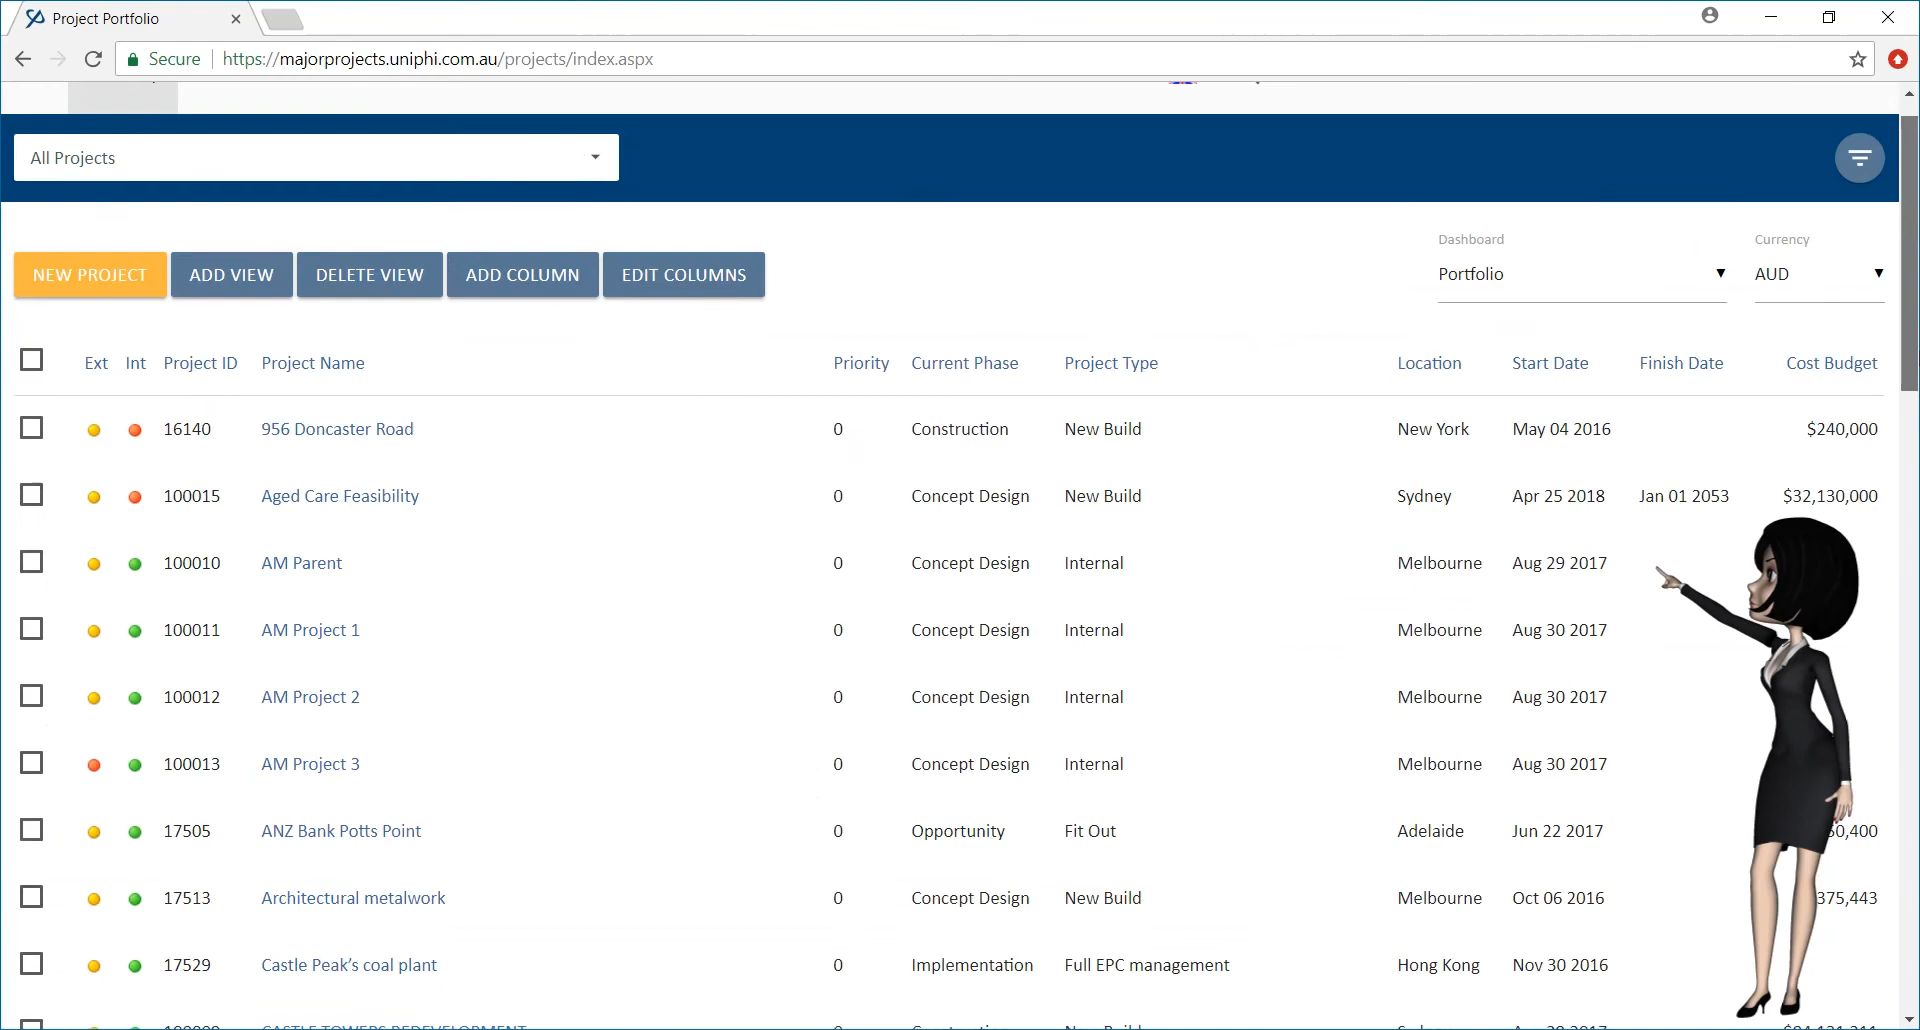 Project Portfolio
Secure https://majorprojects.uniphi.com.au/projects/index.aspx
All Projects
Dashboard Currency
NEW PROJECT ADD VIEW DELETE VIEW ADD COLUMN EDIT COLUMNS Portfolio AUD
Ext Int Project ID Project Name Priority Current Phase Project Type Location Start Date Finish Date Cost Budget
16140 956 Doncaster Road 0 Construction New Build New York May 04 2016 $240,000
100015 Aged Care Feasibility 0 Concept Design New Build Sydney Apr 25 2018 Jan 01 2053 $32,130,000
100010 AM Parent 0 Concept Design Internal Melbourne Aug 29 2017
100011 AM Project 1 0 Concept Design Internal Melbourne Aug 30 2017
100012 AM Project 2 0 Concept Design Internal Melbourne Aug 30 2017
100013 AM Project 3 0 Concept Design Internal Melbourne Aug 30 2017
17505 ANZ Bank Potts Point 0 Opportunity Fit Out Adelaide Jun 22 2017 0,400
17513 Architectural metalwork 0 Concept Design New Build Melbourne Oct 06 2016 375,443
17529 Castle Peak’s coal plant 0 Implementation Full EPC management Hong Kong Nov 30 2016
CASTLE TOWERS REDEVELOPMENT